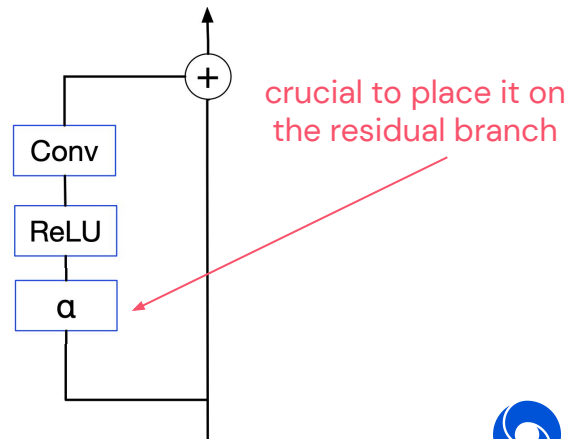 +
crucial to place it on
the residual branch
Conv
ReLU
α